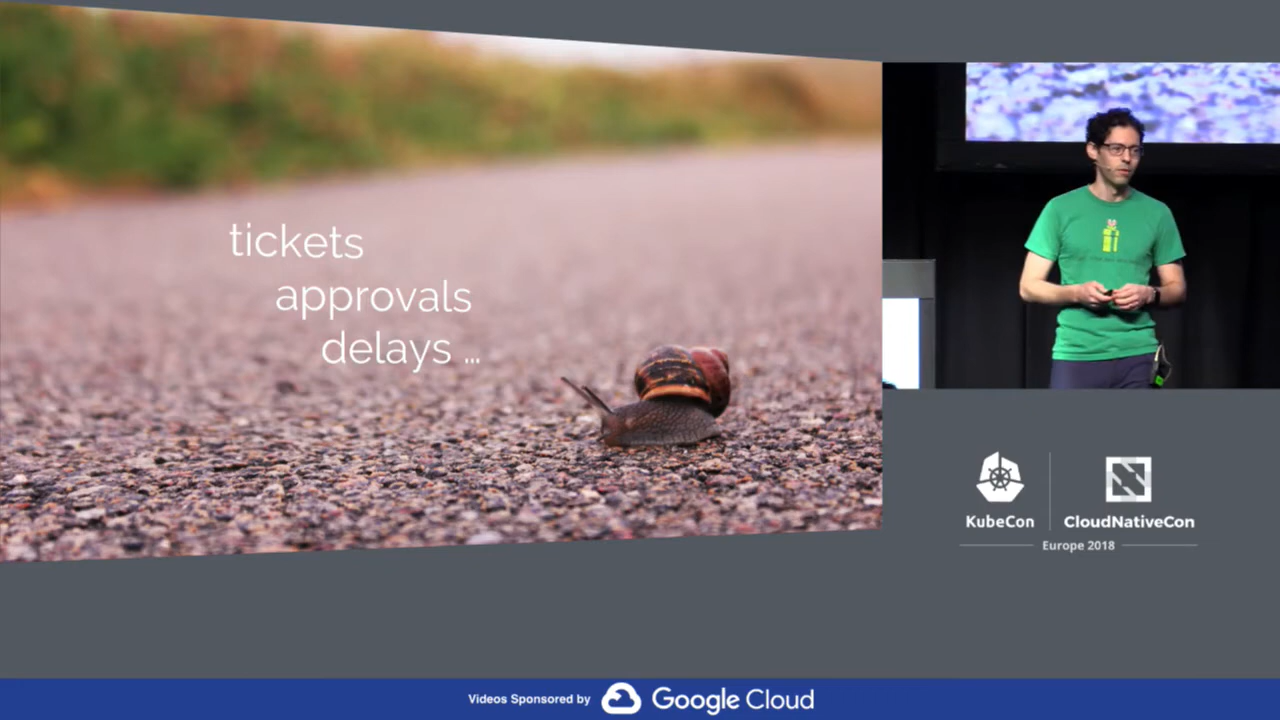 tickets
approvals
delays ...
KubeCon
CloudNativeCon
Europe 2018
Videos Sponsored by
Google Cloud